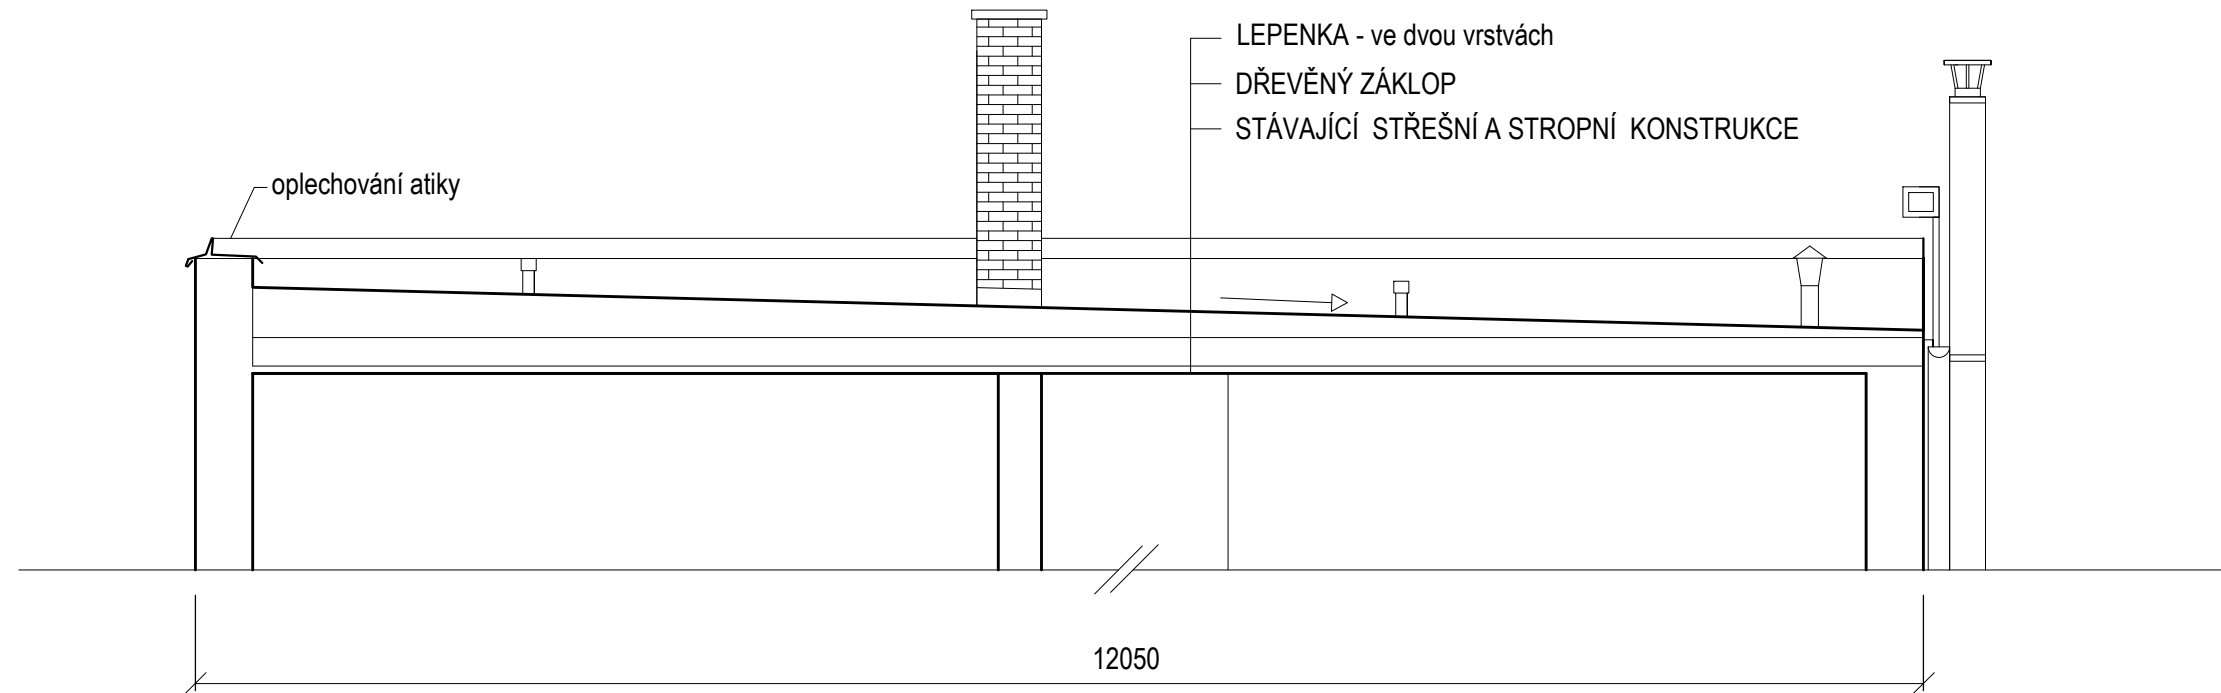 LEPENKA - ve dvou vrstvách
DŘEVĚNÝ ZÁKLOP
STÁVAJÍCÍ STŘEŠNÍ A STROPNÍ KONSTRUKCE
oplechování atiky
12050